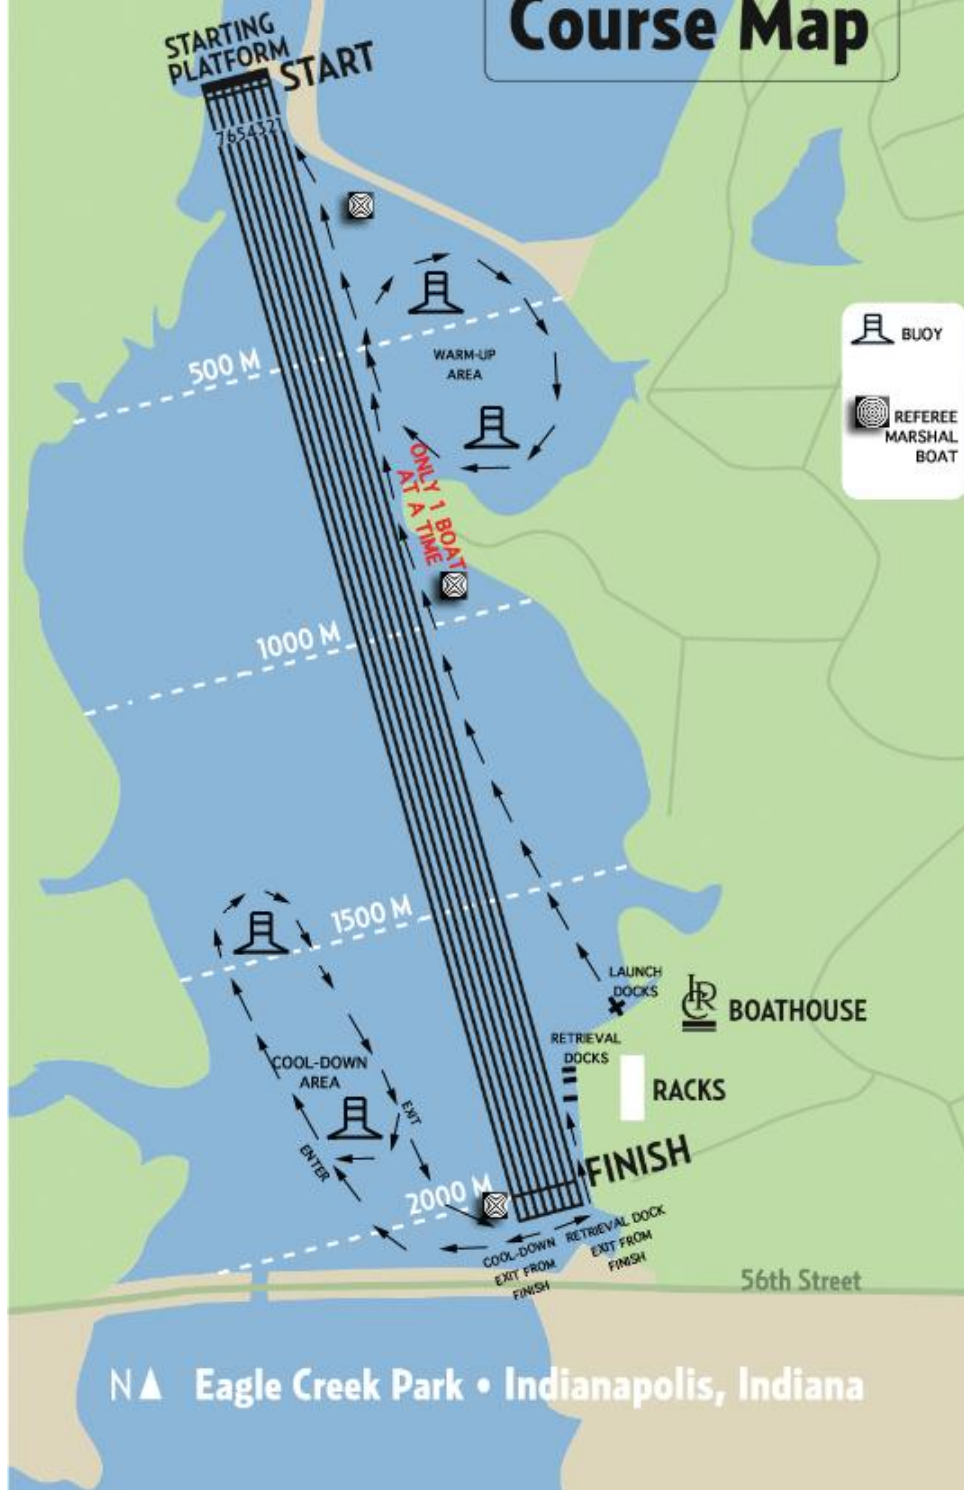 Course Map
STARTING
PLATFORM
START
7654321
500 M
WARM-UP
AREA
BUOY
REFEREE
MARSHAL
BOAT
ONLY 1 BOAT
AT A TIME
1000 M
1500 M
LAUNCH
DOCKS
BOATHOUSE
RETRIEVAL
DOCKS
RACKS
COOL-DOWN
AREA
EXIT
ENTER
FINISH
2000 M
COOL-DOWN
EXIT FROM
FINISH
RETRIEVAL DOCK
EXIT FROM
FINISH
56th Street
N
Eagle Creek Park • Indianapolis, Indiana